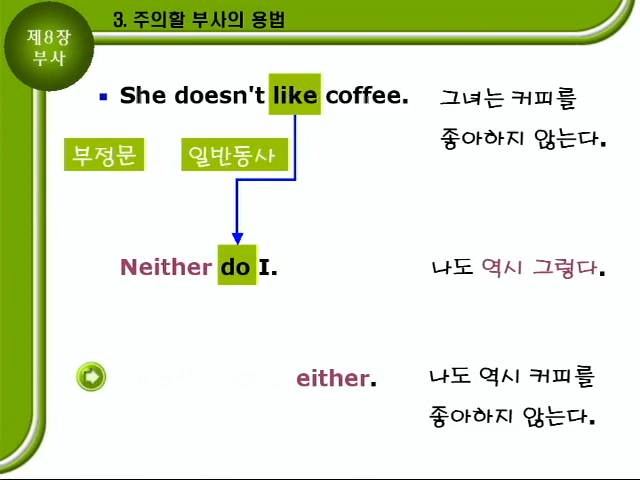 제8장
부사
3. 주의할 부사의 용법
She doesn't like coffee.
그녀는 커피를
좋아하지 않는다.
부정문
일반동사
Neither do I.
나도 역시 그렇다.
either.
나도 역시 커피를
좋아하지 않는다.